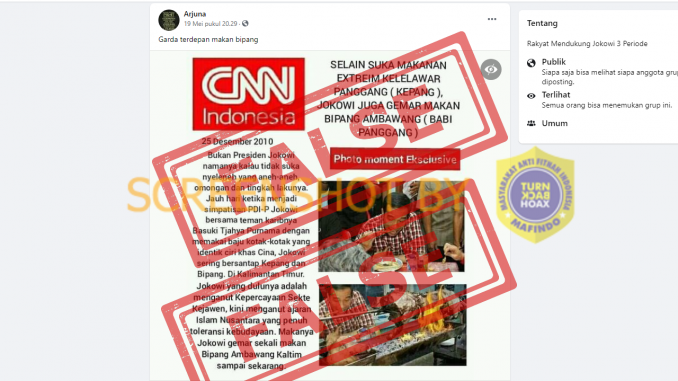 Arjuna
19 Mei pukul 20.29
Garda terdepan makan bipang
CNN
Indonesia
25 Desember 2010
Bukan Presiden Jokowi
namanya kalau tidak suka
nyeleneh yang aneh-aneh
omongan dan tingkah lakunya.
Jauh hari ketika menjadi
simpatisan PDI-P Jokowi
bersama teman karibnya
Basuki Tjahya Purnama dengan
memakai baju kotak-kotak yang
identik ciri khas Cina, Jokowi
sering bersantap Kepang dan
Bipang. Di Kalimantan Timur.
Jokowi yang dulunya adalah
menganut Kepercayaan Sekte
Kejawen, kini menganut ajaran
Islam Nusantara yang penuh
toleransi kebudayaan. Makanya
Jokowi gemar sekali makan
Bipang Ambawang Kaltim
sampai sekarang.
SELAIN SUKA MAKANAN
EXTREIM KELELAWAR
PANGGANG ( KEPANG ),
JOKOWI JUGA GEMAR MAKAN
BIPANG AMBAWANG ( BABI
PANGGANG )
Photo moment Eksclusive
FALSE
FALSE
SCREENSHOT BY
MASYARAKAT ANTI FITNAH INDONESIA
TURN
BACK
HOAX
MAFINDO
Tentang
Rakyat Mendukung Jokowi 3 Periode
Publik
Siapa saja bisa melihat siapa anggota grup
diposting.
Terlihat
Semua orang bisa menemukan grup ini.
Umum